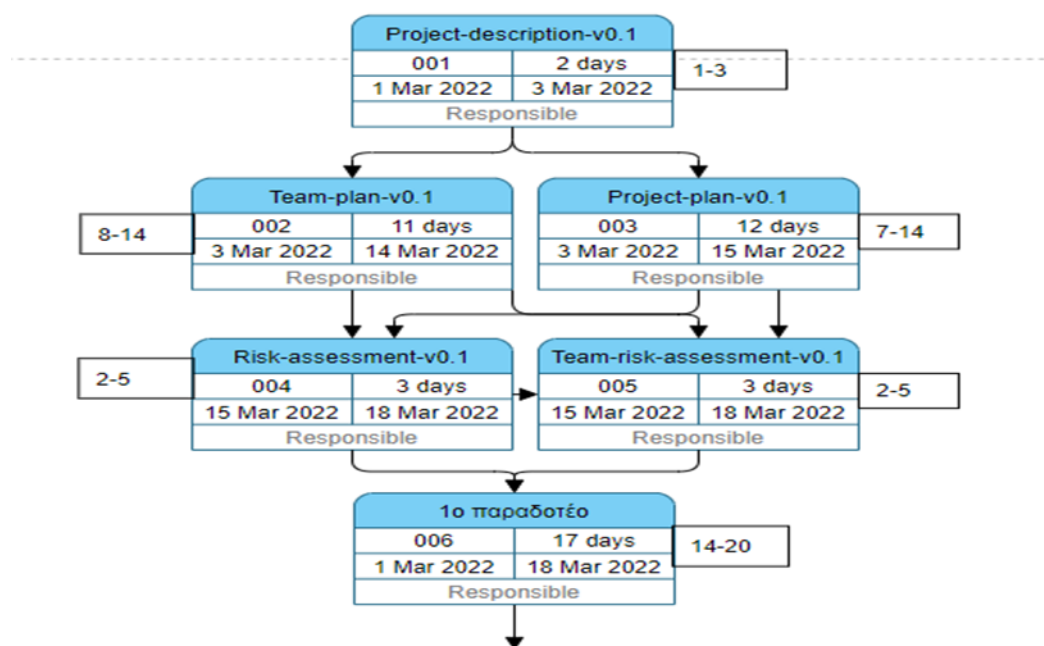 Project-description-v0.1
001 2 days
1-3
1 Mar 2022 3 Mar 2022
Responsible
Team-plan-v0.1
8-14
002 11 days
3 Mar 2022 14 Mar 2022
Responsible
Project-plan-v0.1
003 12 days
7-14
3 Mar 2022 15 Mar 2022
Responsible
Risk-assessment-v0.1
2-5
004 3 days
15 Mar 2022 18 Mar 2022
Responsible
Team-risk-assessment-v0.1
005 3 days
2-5
15 Mar 2022 18 Mar 2022
Responsible
1ο παραδοτέο
006 17 days
14-20
1 Mar 2022 18 Mar 2022
Responsible